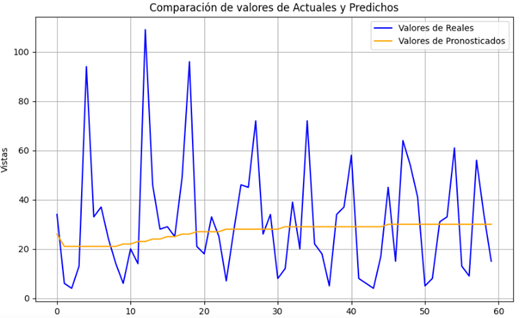 Comparación de valores de Actuales y Predichos
Valores de Reales
Valores de Pronosticados
Vistas
100
80
60
40
20
0
0 10 20 30 40 50 60